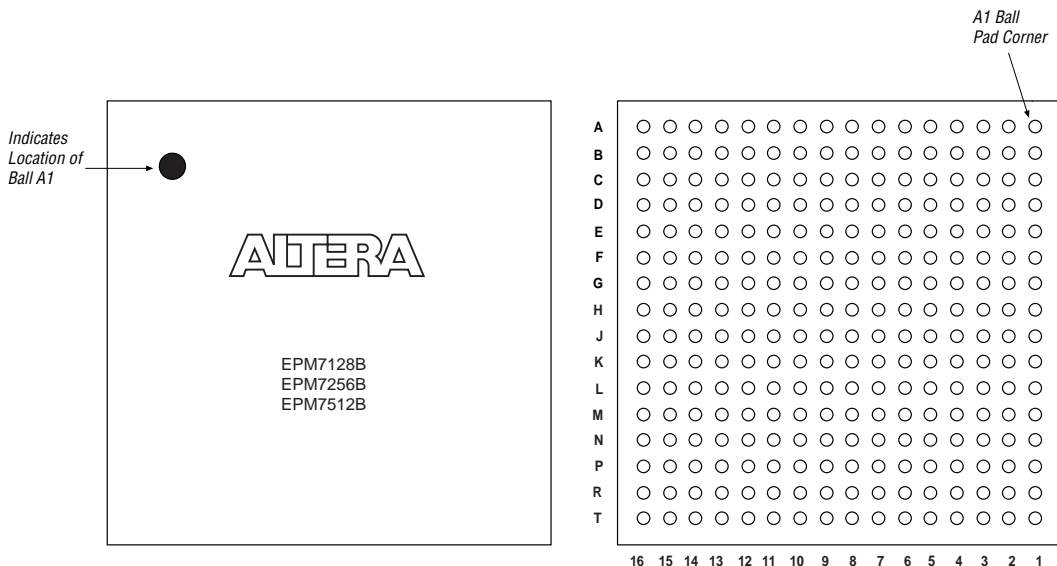 A1 Ball
Pad Corner
Indicates
Location of
Ball A1
ALTERA
EPM7128B
EPM7256B
EPM7512B
A
B
C
D
E
F
G
H
J
K
L
M
N
P
R
T
16 15 14 13 12 11 10 9 8 7 6 5 4 3 2 1